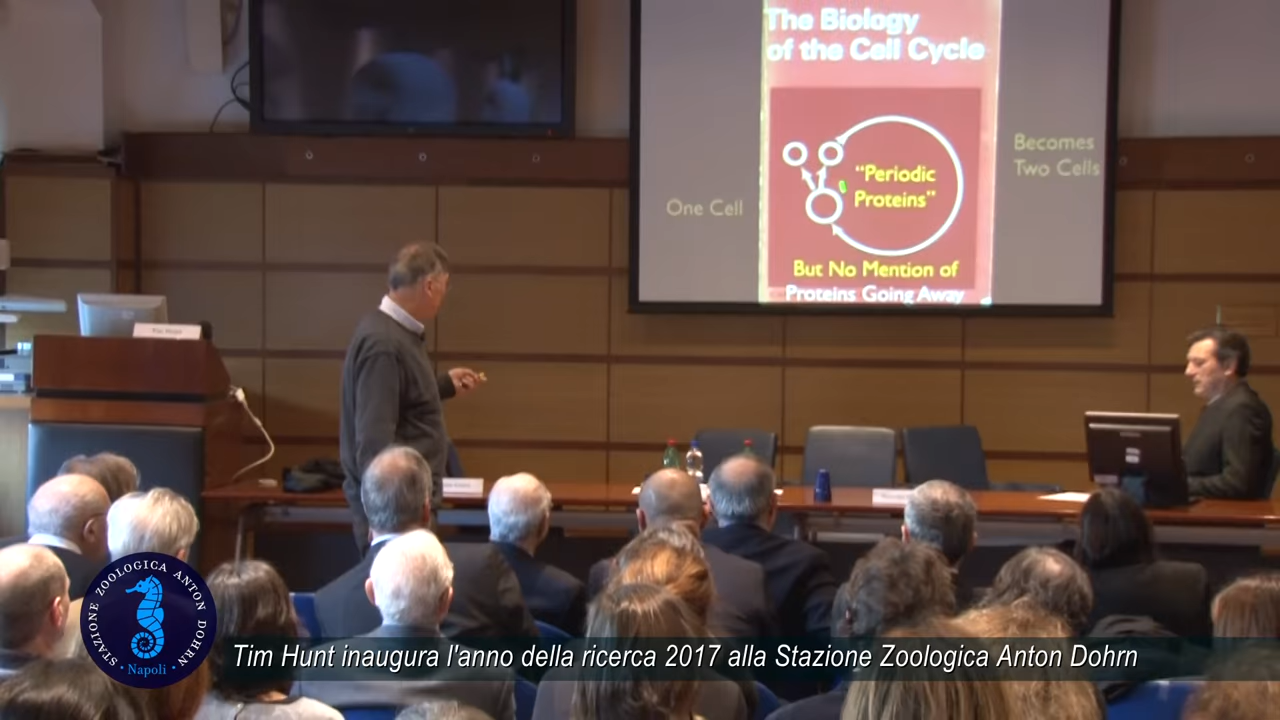 The Biology
of the Cell Cycle
One Cell
"Periodic
Proteins"
Becomes
Two Cells
But No Mention of
Proteins Going Away
STAZIONE ZOOLOGICA ANTON DOHRN
• Napoli •
Tim Hunt inaugura l'anno della ricerca 2017 alla Stazione Zoologica Anton Dohrn